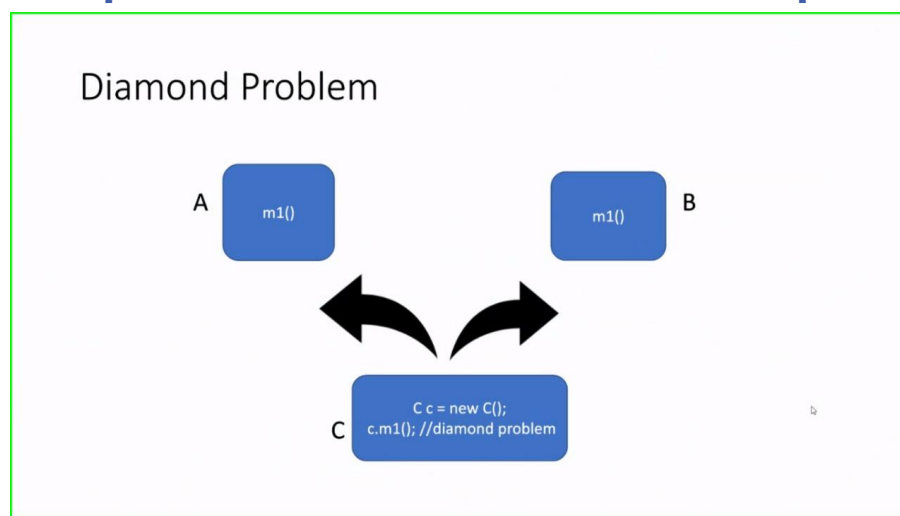 Diamond Problem
A
m1()
m1()
B
C c = new C();
c.m1(); //diamond problem
C